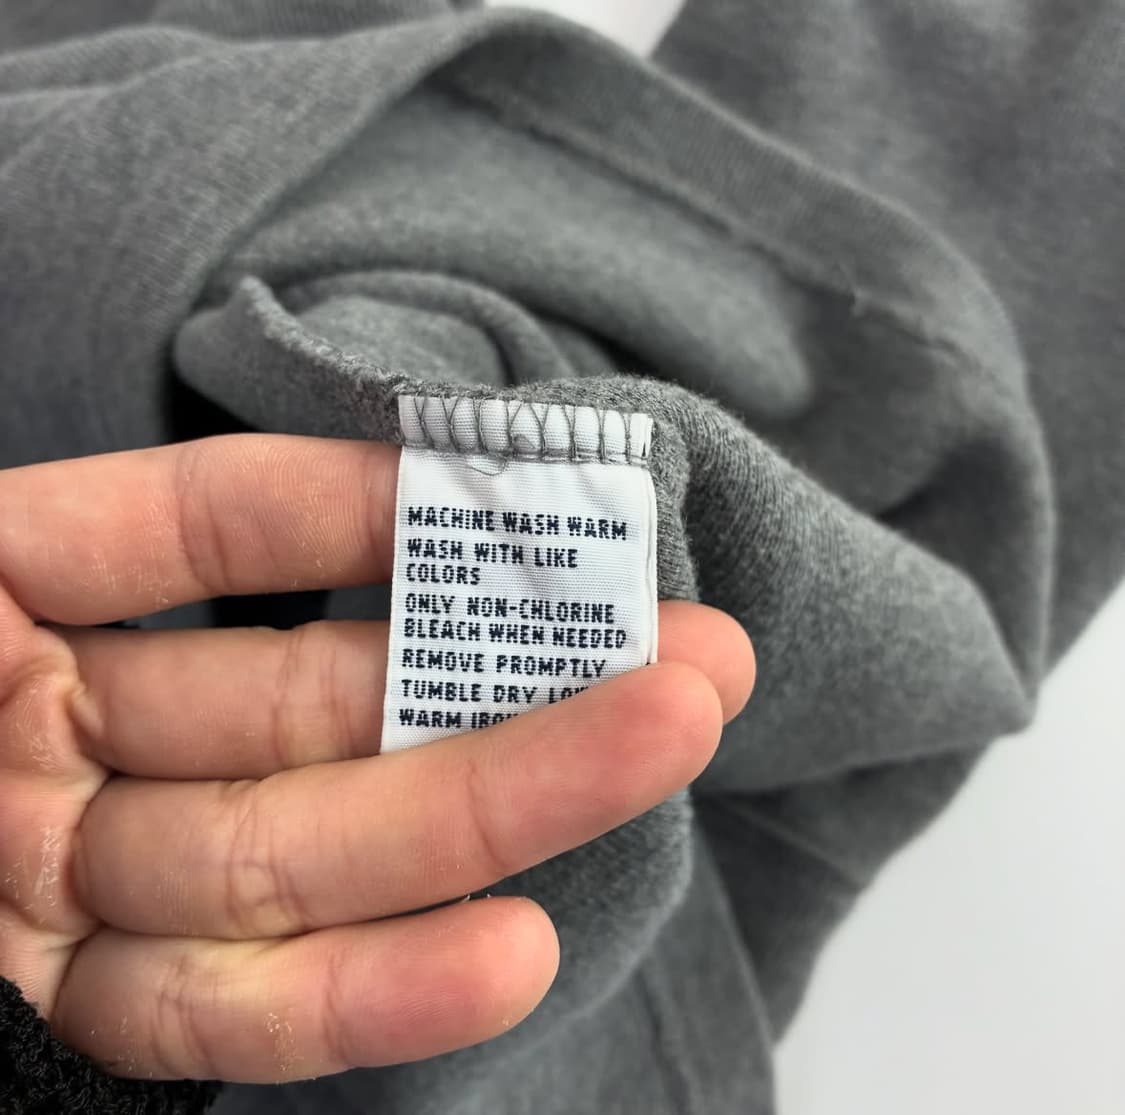 MACHINE WASH WARM
WASH WITH LIKE
COLORS
ONLY NON-CHLORINE
BLEACH WHEN NEEDED
REMOVE PROMPTLY
TUMBLE DRY
WARM